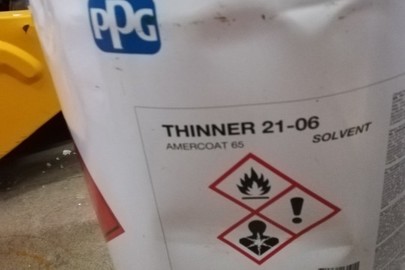 PPG
THINNER 21-06
AMERCOAT 65
SOLVENT